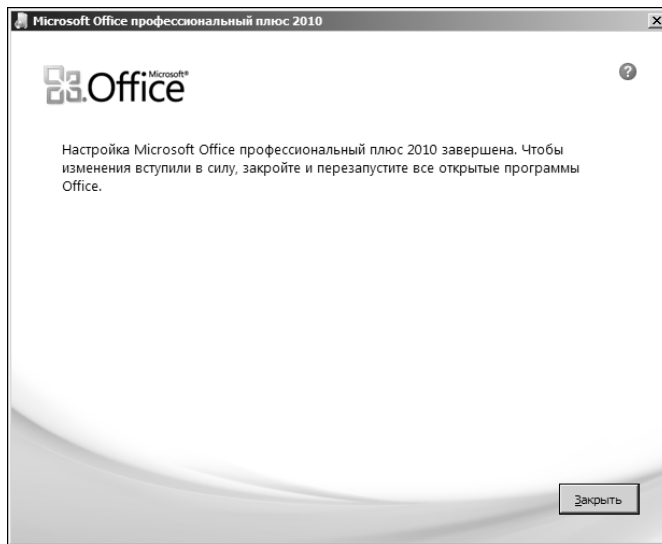 Microsoft Office профессиональный плюс 2010
Microsoft®
Office
?
Настройка Microsoft Office профессиональный плюс 2010 завершена. Чтобы
изменения вступили в силу, закройте и перезапустите все открытые программы
Office.
Закрыть